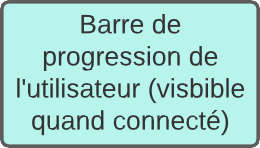 Barre de
progression de
l'utilisateur (visbible
quand connecté)